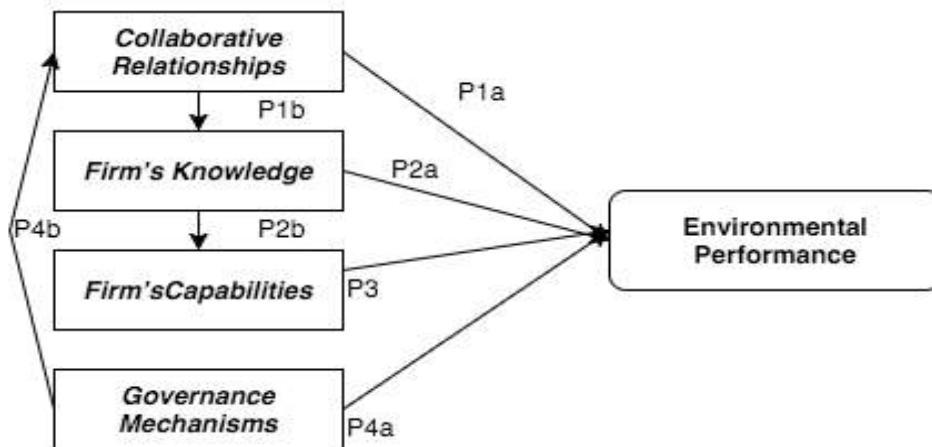 Collaborative
Relationships
P1a
P1b
Firm's Knowledge
P2a
P4b
P2b
Environmental
Performance
Firm'sCapabilities
P3
Governance
Mechanisms
P4a